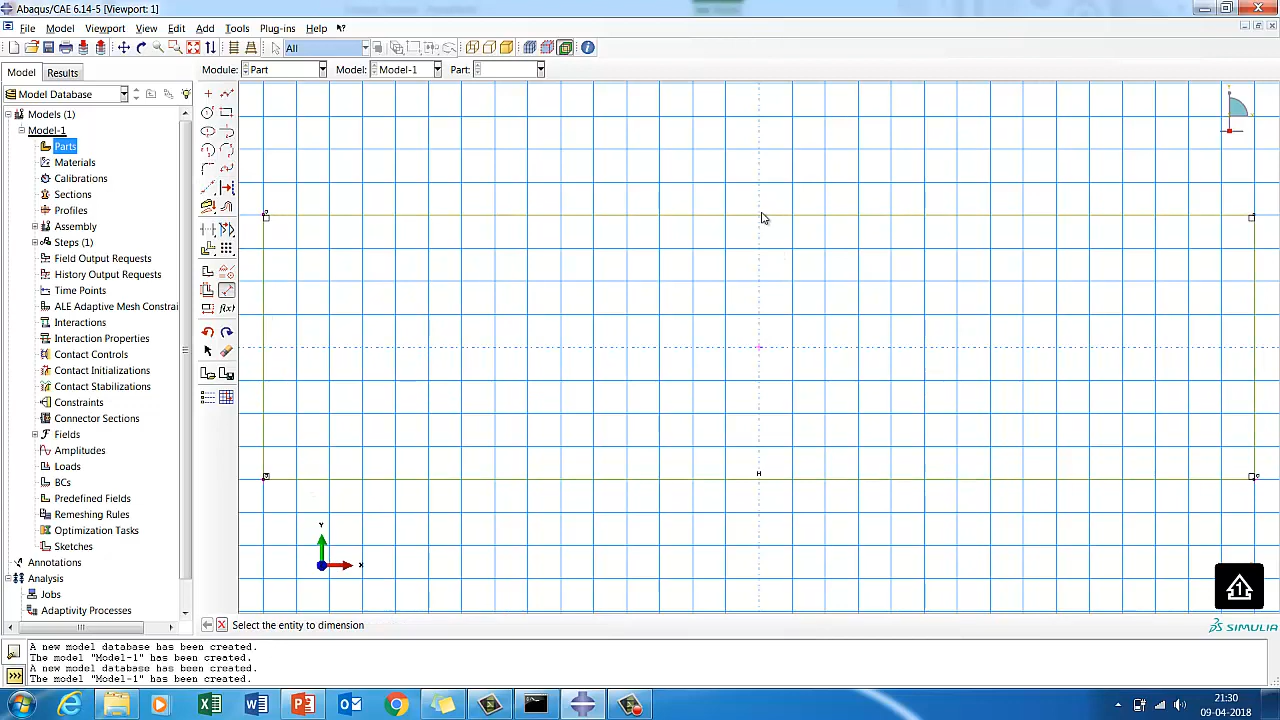 Abaqus/CAE 6.14-5 [Viewport: 1]
File Model Viewport View Edit Add Tools Plug-ins Help
All
Model Results
Module: Part Model: Model-1 Part:
Model Database
Models (1)
Model-1
Parts
Materials
Calibrations
Sections
Profiles
Assembly
Steps (1)
Field Output Requests
History Output Requests
Time Points
ALE Adaptive Mesh Constrai
Interactions
Interaction Properties
Contact Controls
Contact Initializations
Contact Stabilizations
Constraints
Connector Sections
Fields
Amplitudes
Loads
BCs
Predefined Fields
Remeshing Rules
Optimization Tasks
Sketches
Annotations
Analysis
Jobs
Adaptivity Processes
H
Y
X
1
Select the entity to dimension
SIMULIA
A new model database has been created.
The model "Model-1" has been created.
A new model database has been created.
The model "Model-1" has been created.
21:30
09-04-2018